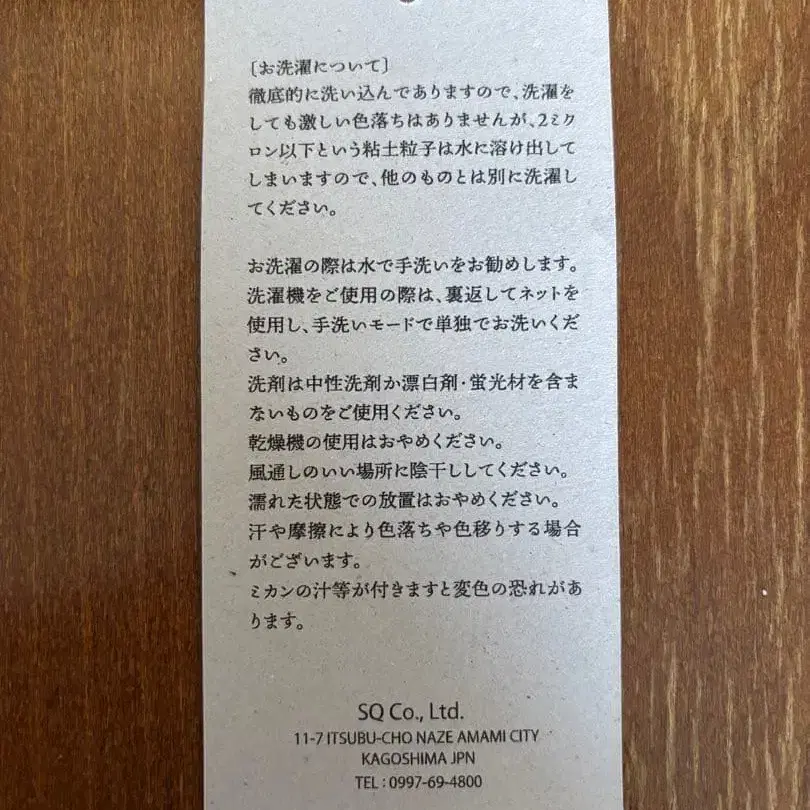 〔お洗濯について〕
徹底的に洗い込んでありますので、洗濯を
しても激しい色落ちはありませんが、2ミク
ロン以下という粘土粒子は水に溶け出して
しまいますので、他のものとは別に洗濯し
てください。
お洗濯の際は水で手洗いをお勧めします。
洗濯機をご使用の際は、裏返してネットを
使用し、手洗いモードで単独でお洗いくだ
さい。
洗剤は中性洗剤か漂白剤・蛍光材を含ま
ないものをご使用ください。
乾燥機の使用はおやめください。
風通しのいい場所に陰干ししてください。
濡れた状態での放置はおやめください。
汗や摩擦により色落ちや色移りする場合
がございます。
ミカンの汁等が付きますと変色の恐れがあ
ります。
SQ Co., Ltd.
11-7 ITSUBU-CHO NAZE AMAMI CITY
KAGOSHIMA JPN
TEL : 0997-69-4800